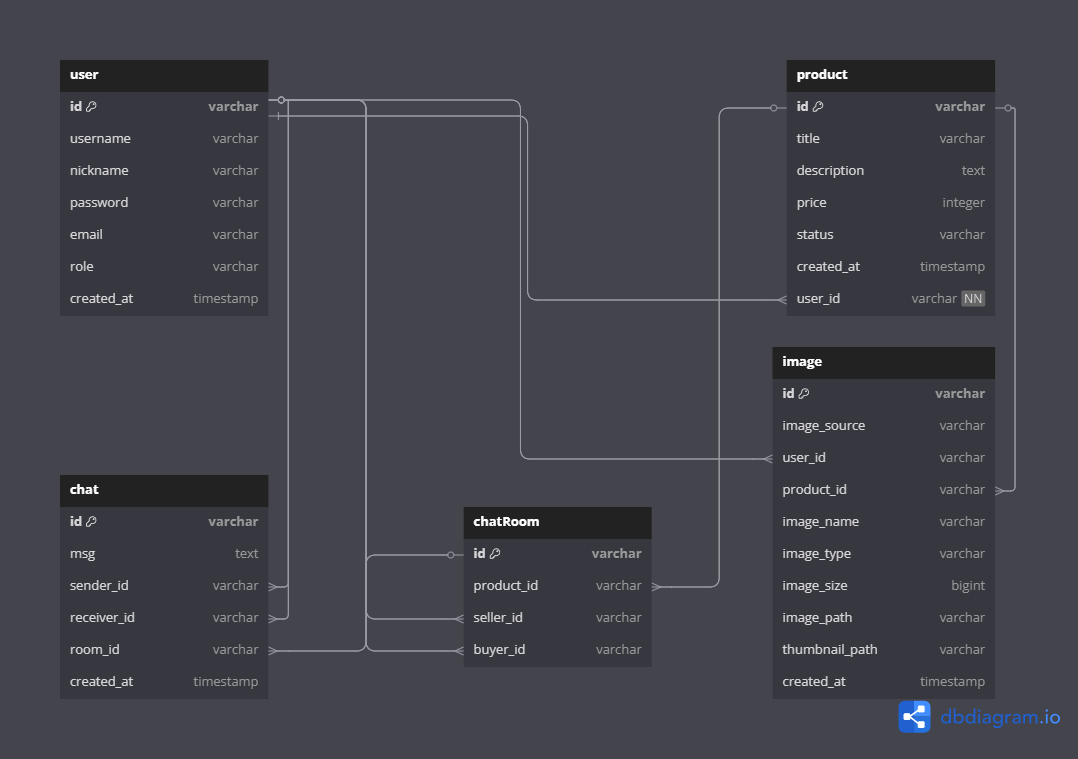 user
id varchar
username varchar
nickname varchar
password varchar
email varchar
role varchar
created_at timestamp
product
id varchar
title varchar
description text
price integer
status varchar
created_at timestamp
user_id varchar NN
image
id varchar
image_source varchar
user_id varchar
product_id varchar
image_name varchar
image_type varchar
image_size bigint
image_path varchar
thumbnail_path varchar
created_at timestamp
chat
id varchar
msg text
sender_id varchar
receiver_id varchar
room_id varchar
created_at timestamp
chatRoom
id varchar
product_id varchar
seller_id varchar
buyer_id varchar
dbdiagram.io